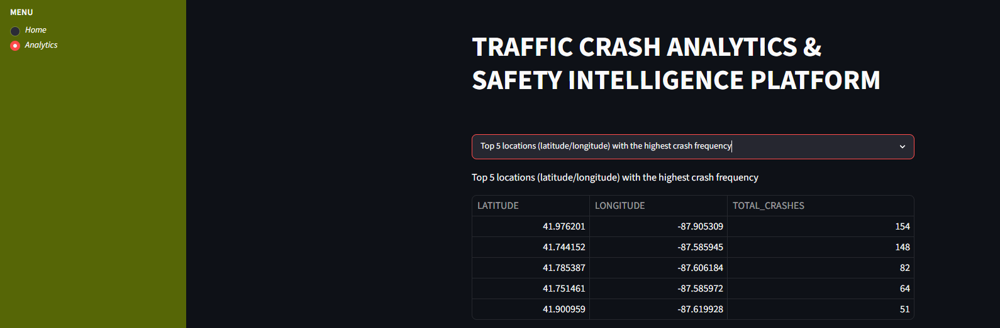 MENU
Home
Analytics
TRAFFIC CRASH ANALYTICS &
SAFETY INTELLIGENCE PLATFORM
Top 5 locations (latitude/longitude) with the highest crash frequency
Top 5 locations (latitude/longitude) with the highest crash frequency
LATITUDE LONGITUDE TOTAL_CRASHES
41.976201 -87.905309 154
41.744152 -87.585945 148
41.785387 -87.606184 82
41.751461 -87.585972 64
41.900959 -87.619928 51